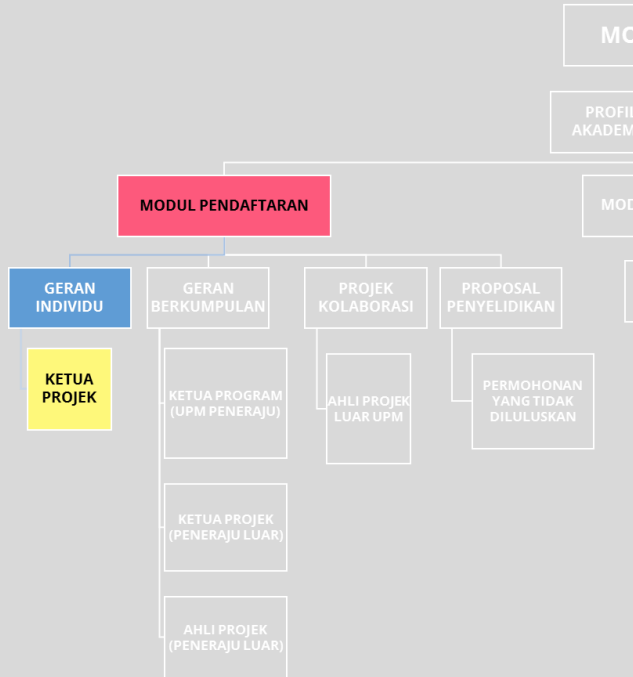 MODUL PENDAFTARAN
GERAN
INDIVIDU
GERAN
BERKUMPULAN
PROJEK
KOLABORASI
PROPOSAL
PENYELIDIKAN
KETUA
PROJEK
KETUA PROGRAM
(UPM PENERAJU)
AHLI PROJEK
LUAR UPM
PERMOHONAN
YANG TIDAK
DILULUSKAN
KETUA PROJEK
(PENERAJU LUAR)
AHLI PROJEK
(PENERAJU LUAR)